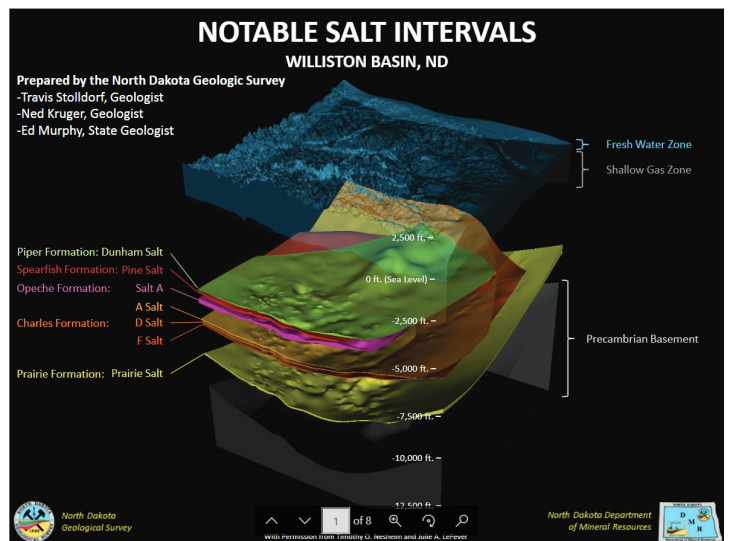 NOTABLE SALT INTERVALS
WILLISTON BASIN, ND
Prepared by the North Dakota Geologic Survey
-Travis Stolldorf, Geologist
-Ned Kruger, Geologist
-Ed Murphy, State Geologist
Fresh Water Zone
Shallow Gas Zone
2,500 ft.
Piper Formation: Dunham Salt
Spearfish Formation: Pine Salt
0 ft. (Sea Level)
Opeche Formation: Salt A
A Salt
Charles Formation: D Salt
F Salt
-2,500 ft.
Precambrian Basement
Prairie Formation: Prairie Salt
-5,000 ft.
-7,500 ft.
-10,000 ft.
-12,500 ft.
North Dakota
Geological Survey
1 of 8
With Permission from Timothy O. Nesheim and Julie A. LeFever
North Dakota Department
of Mineral Resources
NORTH DAKOTA
D
M
R